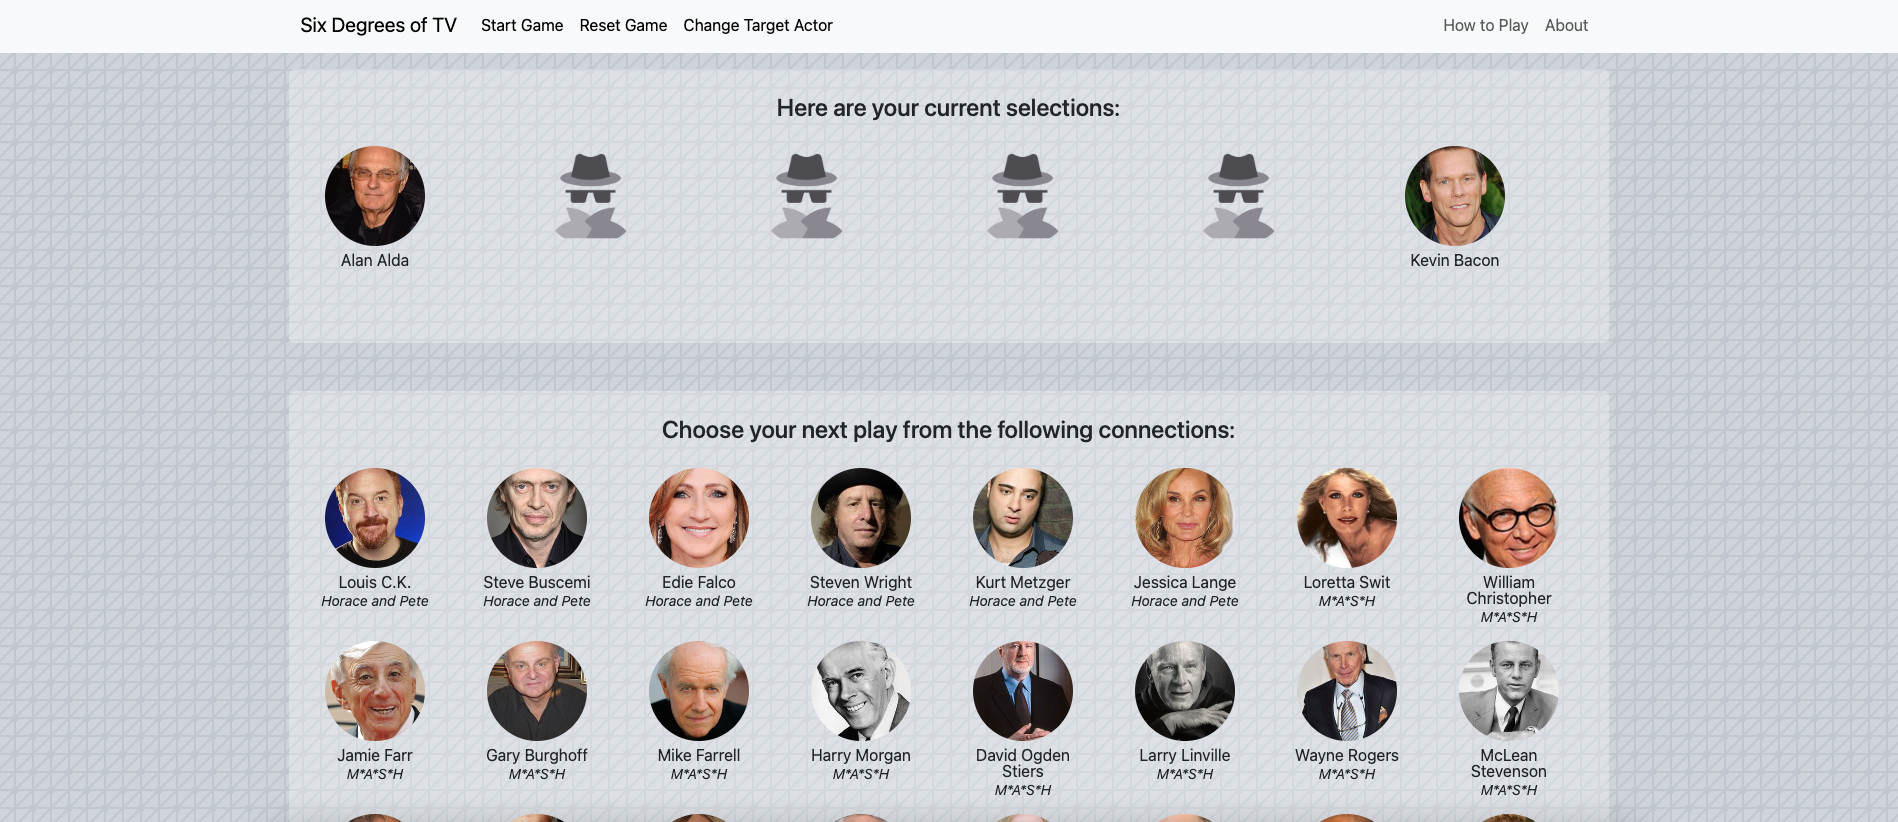 Six Degrees of TV Start Game Reset Game Change Target Actor How to Play About
Here are your current selections:
Alan Alda Kevin Bacon
Choose your next play from the following connections:
Louis C.K. Steve Buscemi Edie Falco Steven Wright Kurt Metzger Jessica Lange Loretta Swit William
Horace and Pete Horace and Pete Horace and Pete Horace and Pete Horace and Pete Horace and Pete M*A*S*H Christopher
M*A*S*H
Jamie Farr Gary Burghoff Mike Farrell Harry Morgan David Ogden Larry Linville Wayne Rogers McLean
M*A*S*H M*A*S*H M*A*S*H M*A*S*H Stiers M*A*S*H M*A*S*H Stevenson
M*A*S*H M*A*S*H